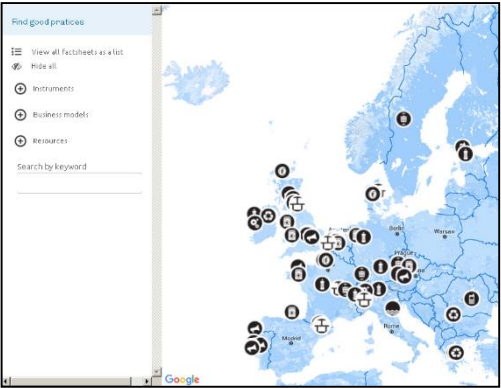 Find good pratices
View all factsheets as a list
Hide all
Instruments
Business models
Resources
Search by keyword
Berlin
Warsaw
Prague
Rome
Madrid
Google